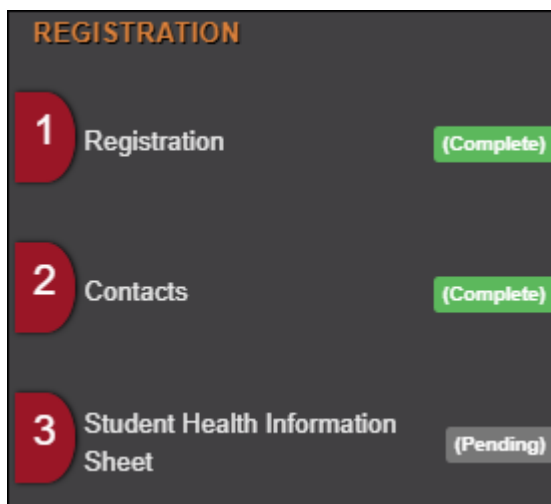 REGISTRATION
1 Registration (Complete)
2 Contacts (Complete)
3 Student Health Information
Sheet (Pending)